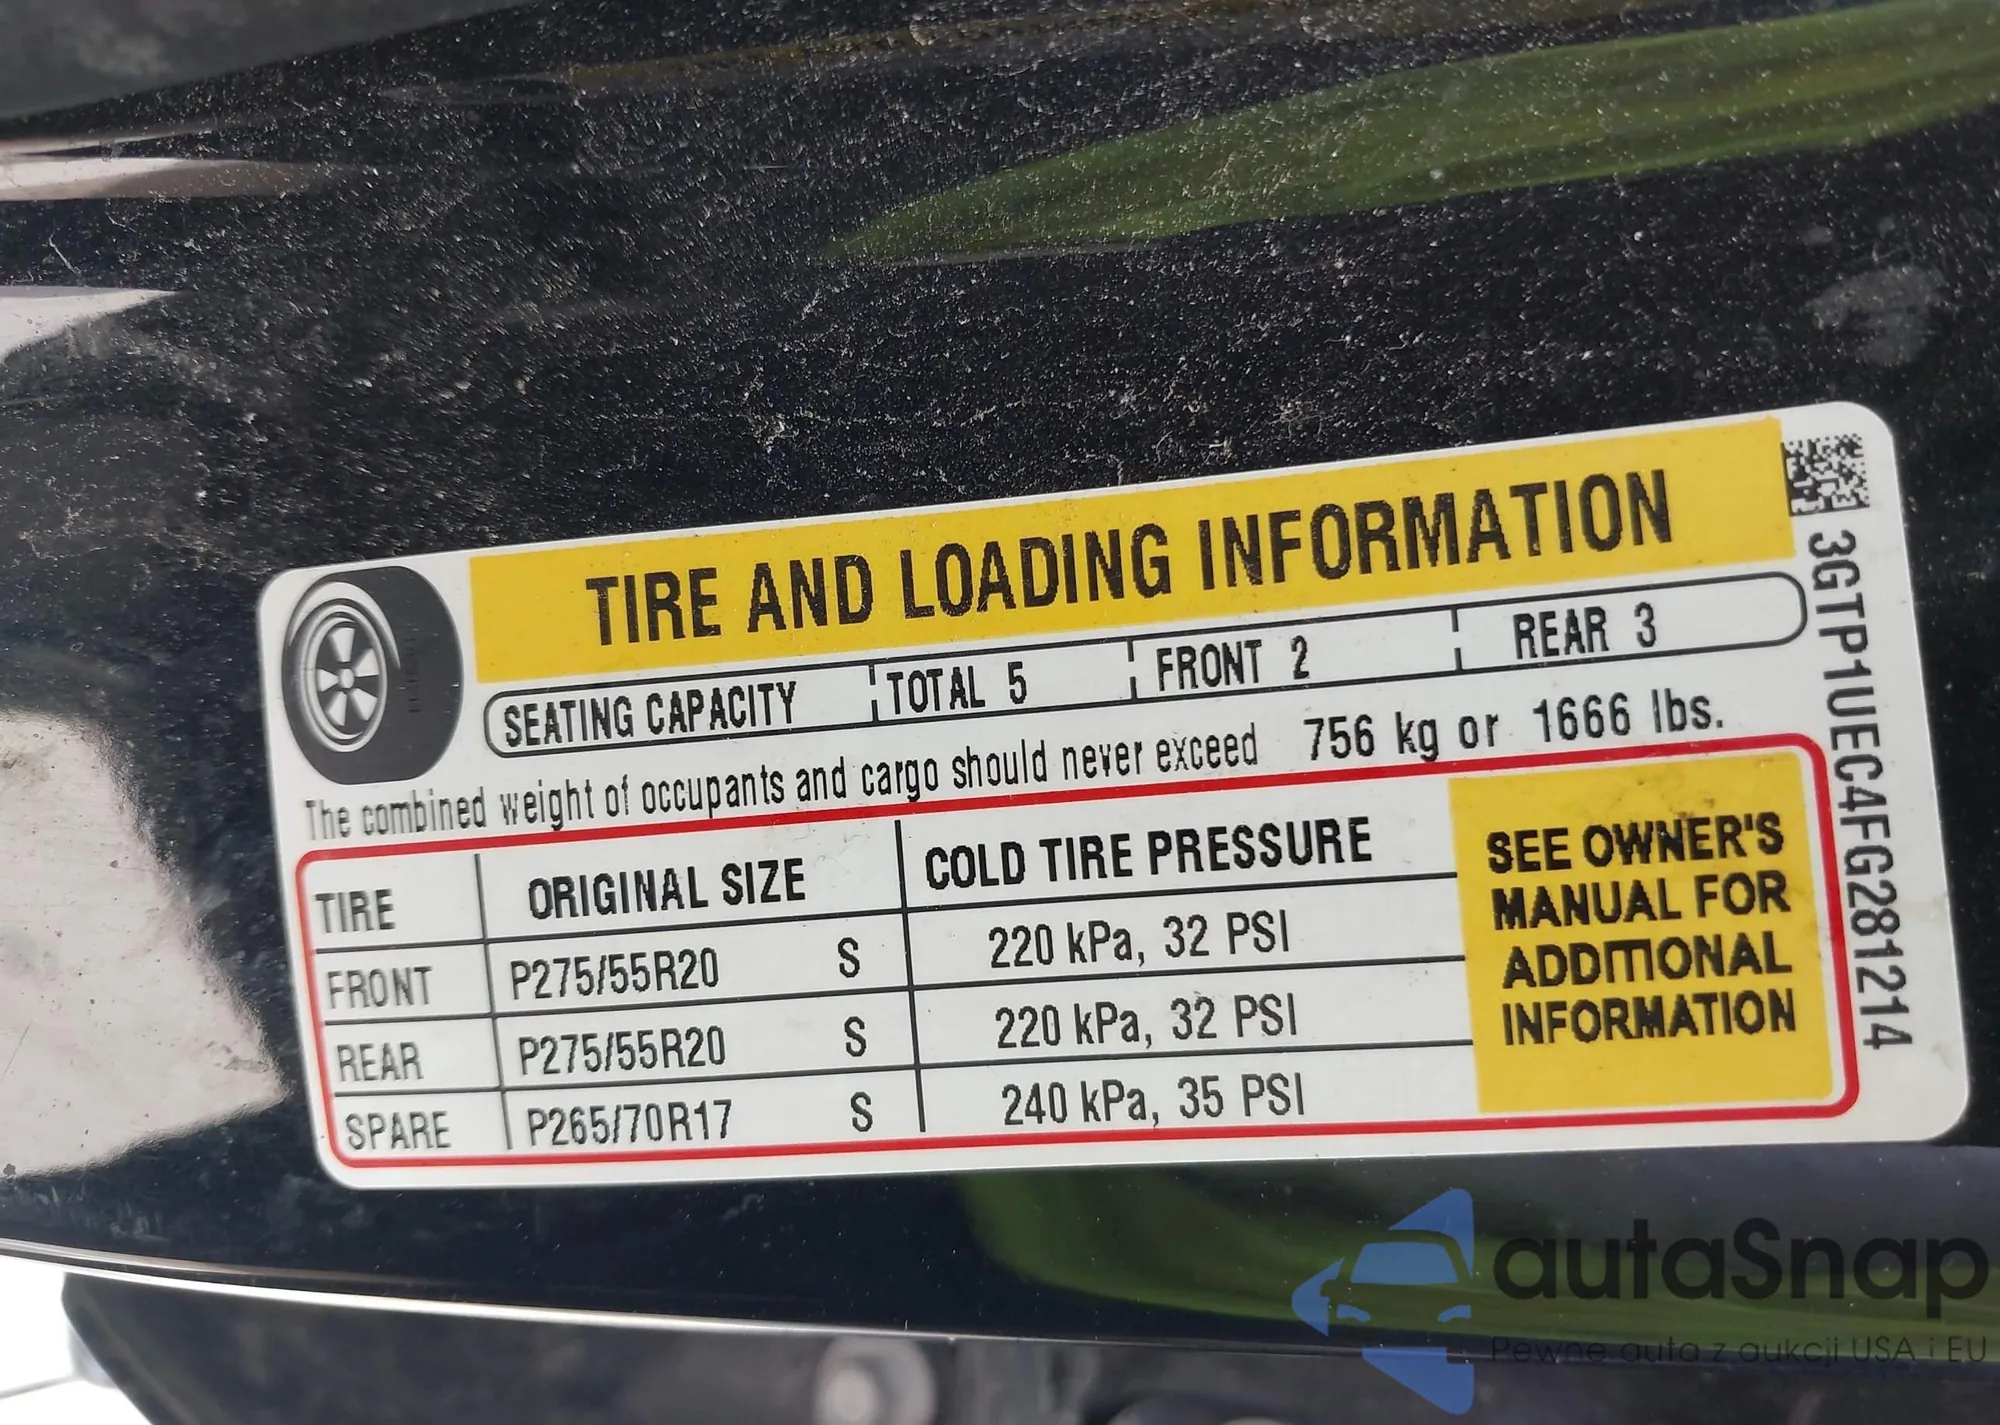 TIRE AND LOADING INFORMATION
SEATING CAPACITY TOTAL 5 FRONT 2 REAR 3
The combined weight of occupants and cargo should never exceed 756 kg or 1666 lbs.
TIRE ORIGINAL SIZE COLD TIRE PRESSURE
FRONT P275/55R20 S 220 kPa, 32 PSI
REAR P275/55R20 S 220 kPa, 32 PSI
SPARE P265/70R17 S 240 kPa, 35 PSI
SEE OWNER'S
MANUAL FOR
ADDITIONAL
INFORMATION
3GTP1UEC4FG281214
autaSnap
Pewne auta z aukcji USA i EU